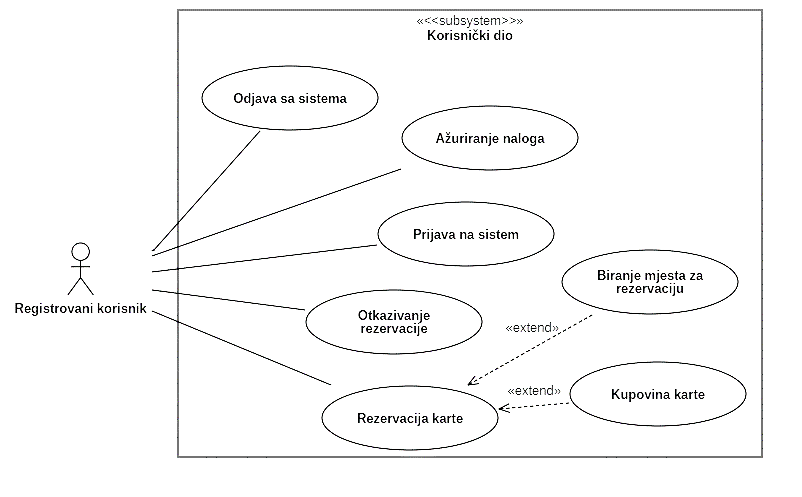 «<<subsystem>>»
Korisnički dio
Odjava sa sistema
Ažuriranje naloga
Prijava na sistem
Biranje mjesta za
rezervaciju
Registrovani korisnik
Otkazivanje
rezervacije
«extend»
«extend»
Kupovina karte
Rezervacija karte